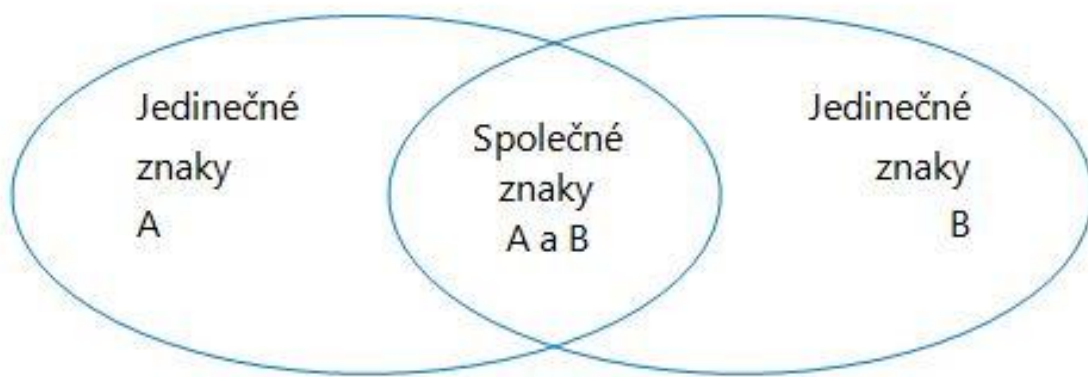 Jedinečné
znaky
A
Společné
znaky
A a B
Jedinečné
znaky
B